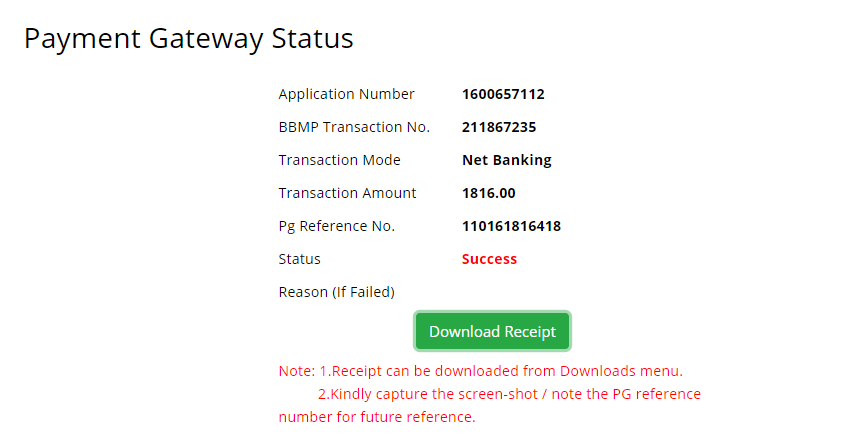 Payment Gateway Status
Application Number 1600657112
BBMP Transaction No. 211867235
Transaction Mode Net Banking
Transaction Amount 1816.00
Pg Reference No. 110161816418
Status Success
Reason (If Failed)
Download Receipt
Note: 1.Receipt can be downloaded from Downloads menu.
2.Kindly capture the screen-shot / note the PG reference
number for future reference.